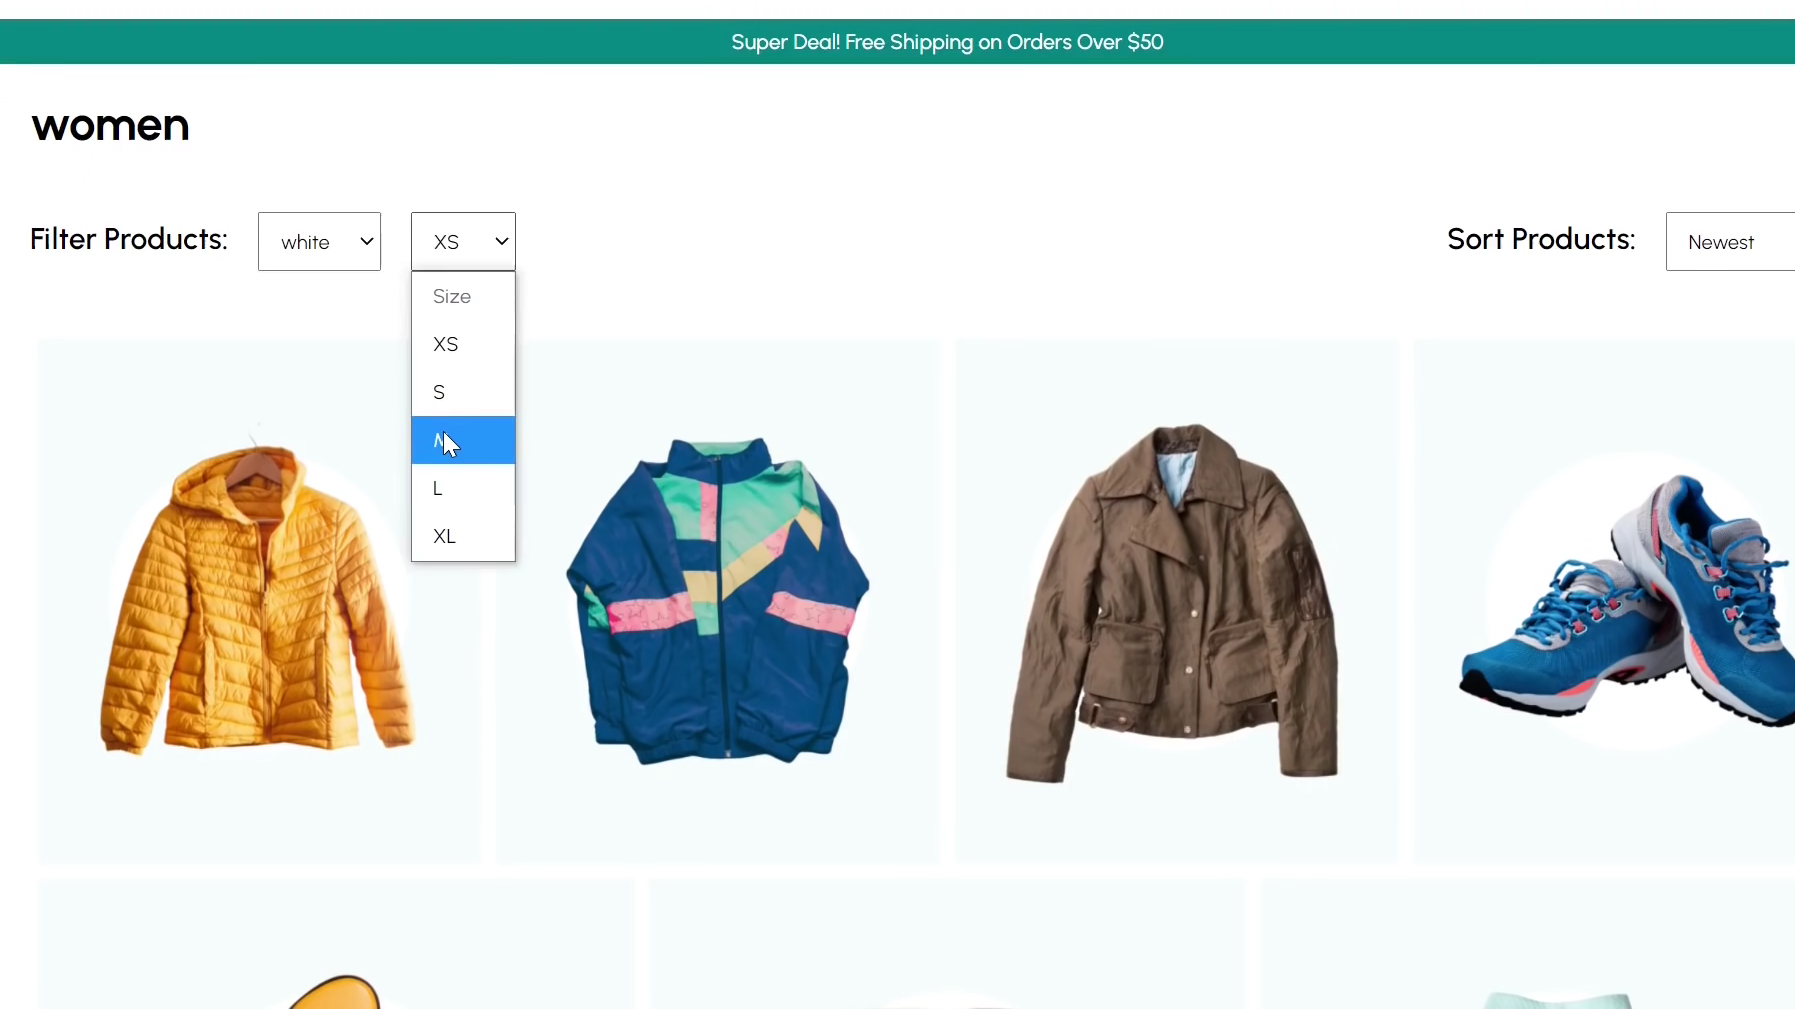 Super Deal! Free Shipping on Orders Over $50
women
Filter Products: white XS Sort Products: Newest
Size
XS
S
L
XL